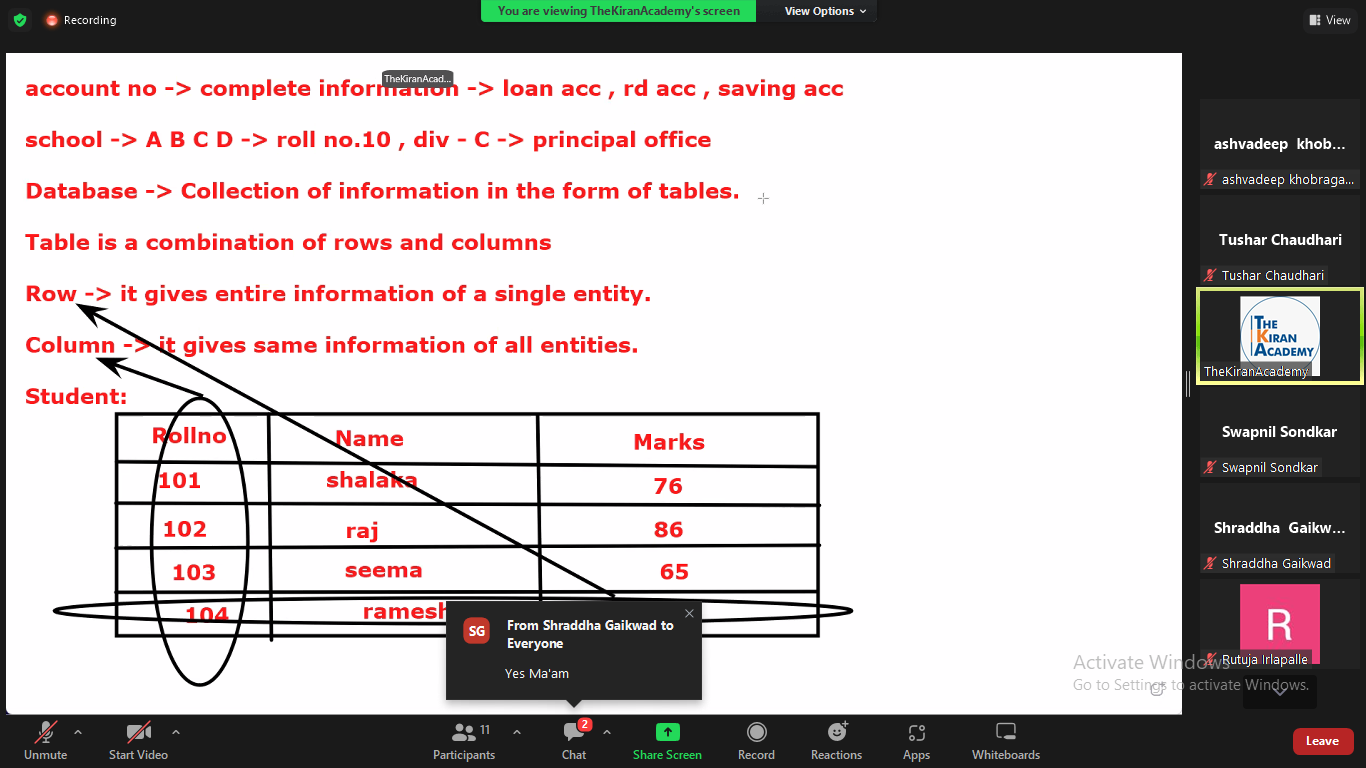 Recording
You are viewing TheKiranAcademy's screen
View Options
View
TheKiranAcad...
account no -> complete information -> loan acc , rd acc , saving acc
school -> A B C D -> roll no.10 , div - C -> principal office
Database -> Collection of information in the form of tables.
Table is a combination of rows and columns
Row -> it gives entire information of a single entity.
Column -> it gives same information of all entities.
Student:
Rollno Name Marks
101 shalaka 76
102 raj 86
103 seema 65
104 ramesh
SG
From Shraddha Gaikwad to
Everyone
Yes Ma'am
ashvadeep khob...
ashvadeep khobraga...
Tushar Chaudhari
Tushar Chaudhari
THE
KIRAN
ACADEMY
TheKiranAcademy
Swapnil Sondkar
Swapnil Sondkar
Shraddha Gaikw...
Shraddha Gaikwad
R
Rutuja Irlapalle
Activate Windows
Go to Settings to activate Windows.
Unmute
Start Video
Participants
11
Chat
2
Share Screen
Record
Reactions
Apps
Whiteboards
Leave